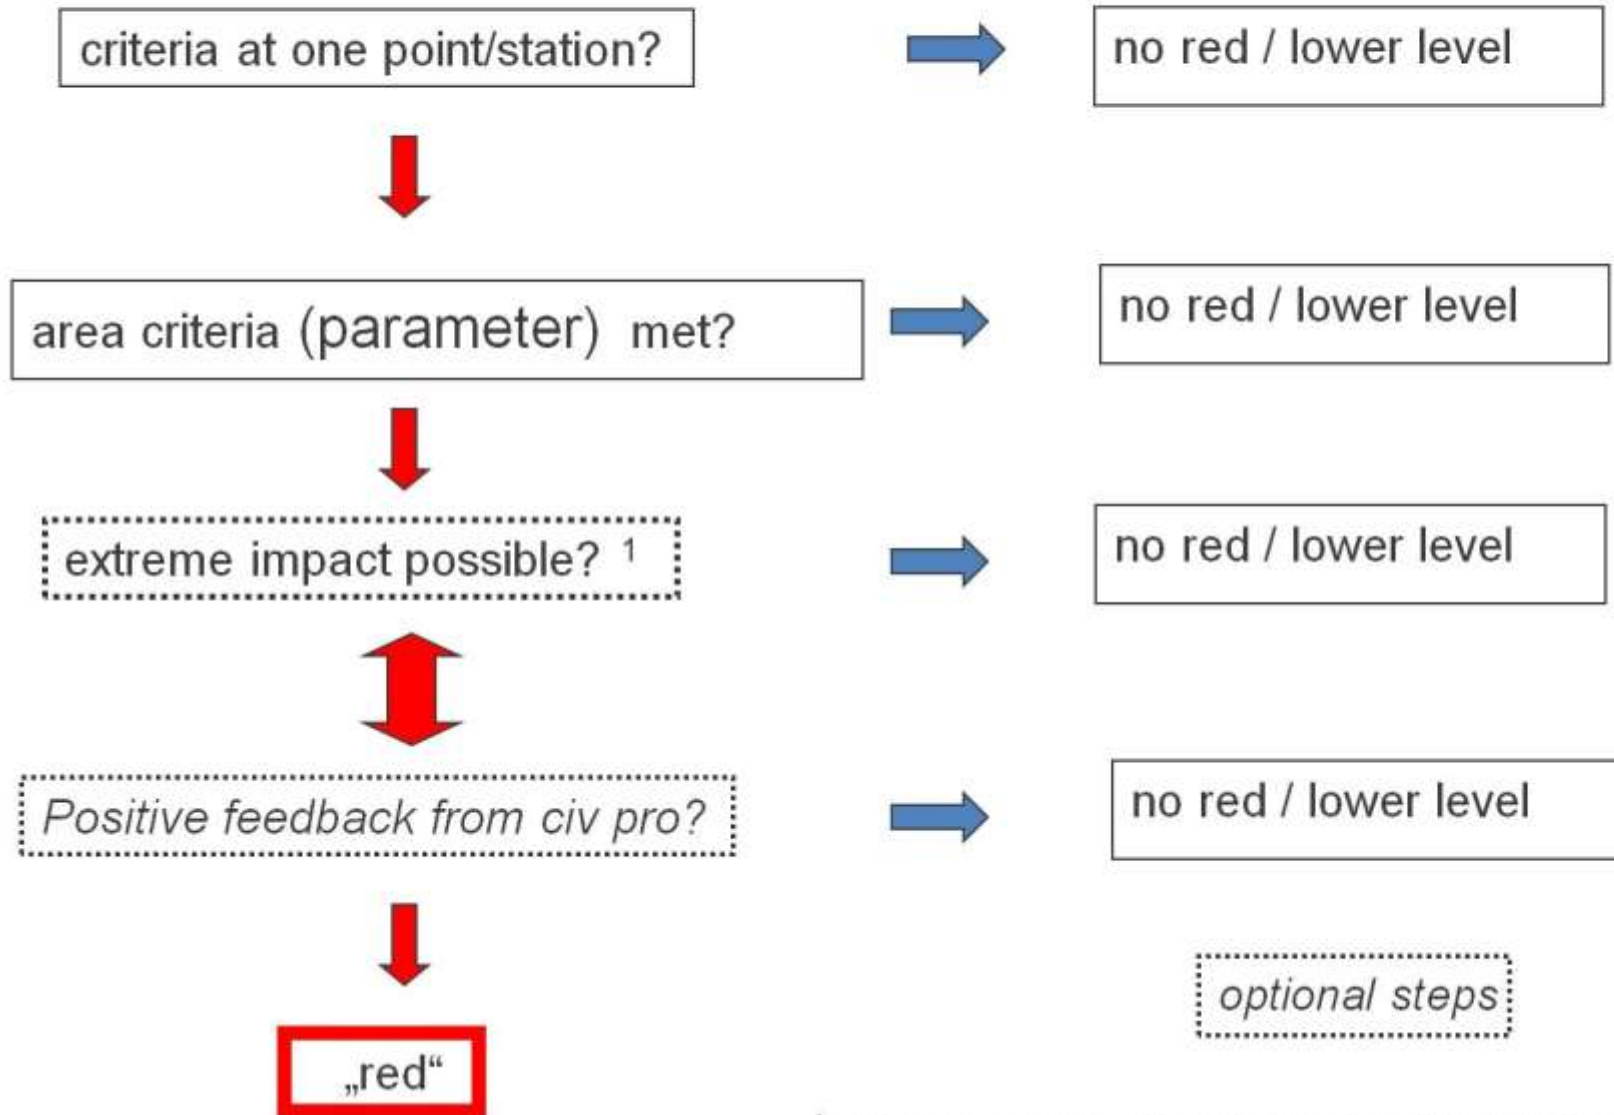 criteria at one point/station?
no red / lower level
area criteria (parameter) met?
no red / lower level
extreme impact possible? ¹
no red / lower level
Positive feedback from civ pro?
no red / lower level
optional steps
„red“